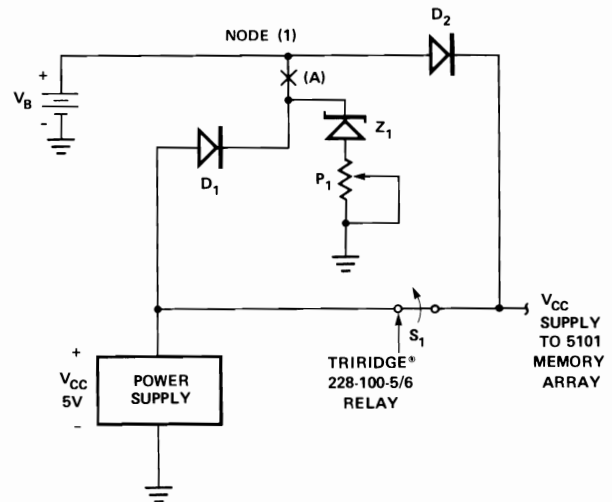 D2
NODE (1)
(A)
+
VB
-
Z1
D1
P1
+
VCC
5V
-
POWER
SUPPLY
S1
TRIRIDGE®
228-100-5/6
RELAY
VCC
SUPPLY
TO 5101
MEMORY
ARRAY